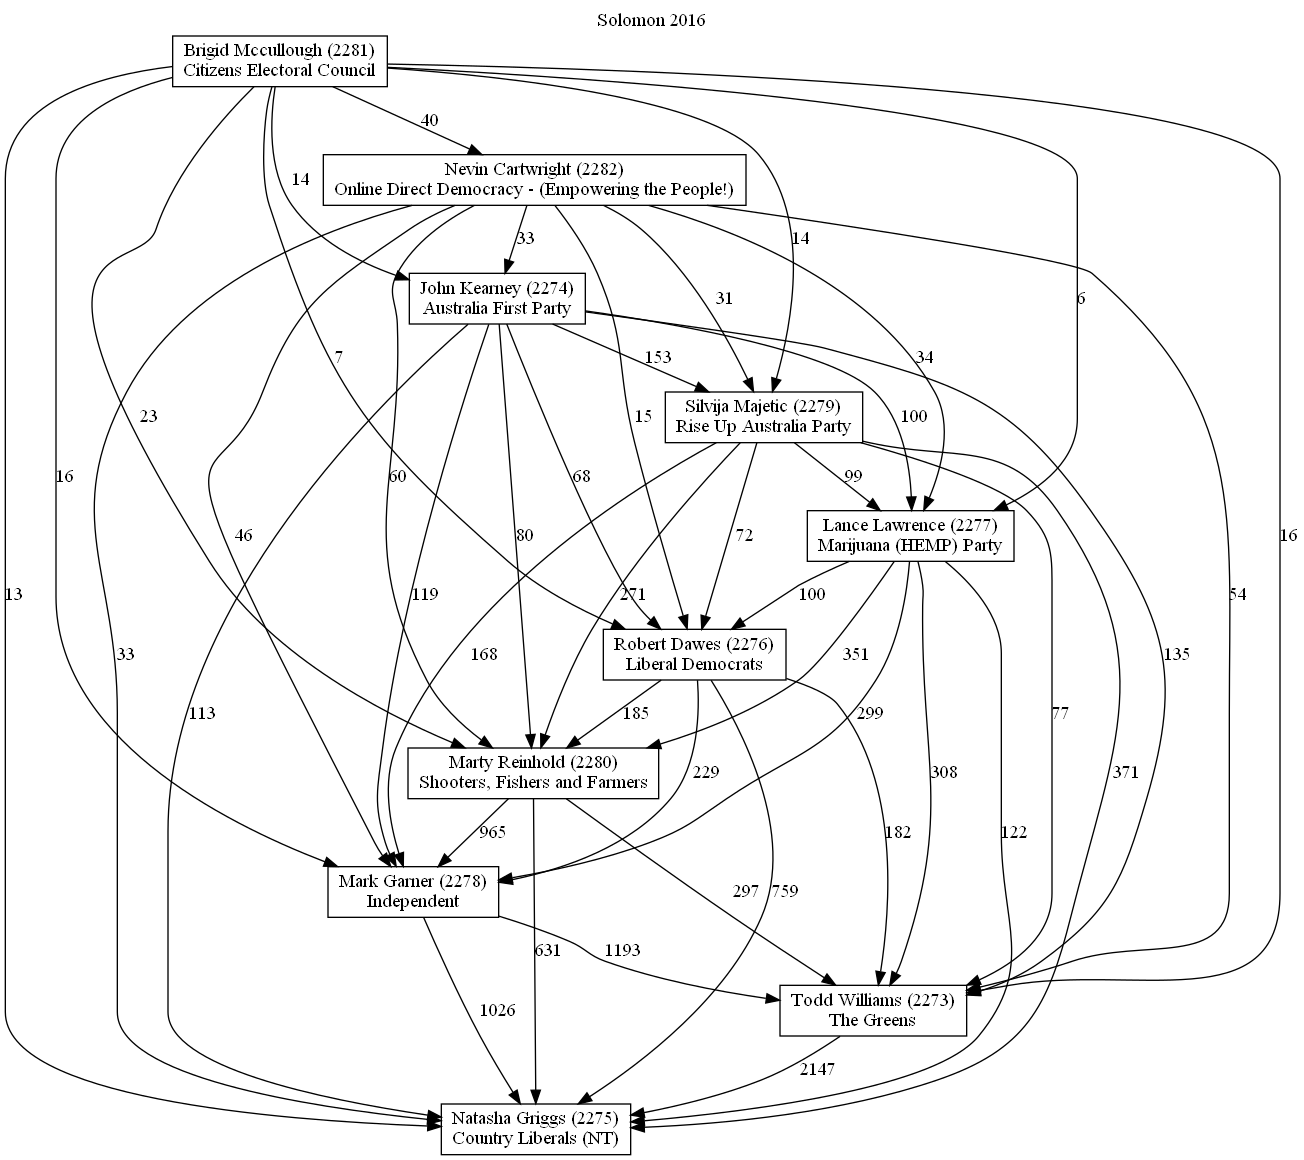 Solomon 2016
Brigid Mccullough (2281)
Citizens Electoral Council
40
Nevin Cartwright (2282)
Online Direct Democracy - (Empowering the People!)
14
33
14
John Kearney (2274)
Australia First Party
31
6
7
153
34
Silvija Majetic (2279)
Rise Up Australia Party
23
15
100
16
60
68
99
46
80
72
Lance Lawrence (2277)
Marijuana (HEMP) Party
16
13
119
271
100
54
33
168
Robert Dawes (2276)
Liberal Democrats
351
135
113
185
299
77
Marty Reinhold (2280)
Shooters, Fishers and Farmers
229
308
371
965
182
122
Mark Garner (2278)
Independent
297
759
631
1193
1026
Todd Williams (2273)
The Greens
2147
Natasha Griggs (2275)
Country Liberals (NT)